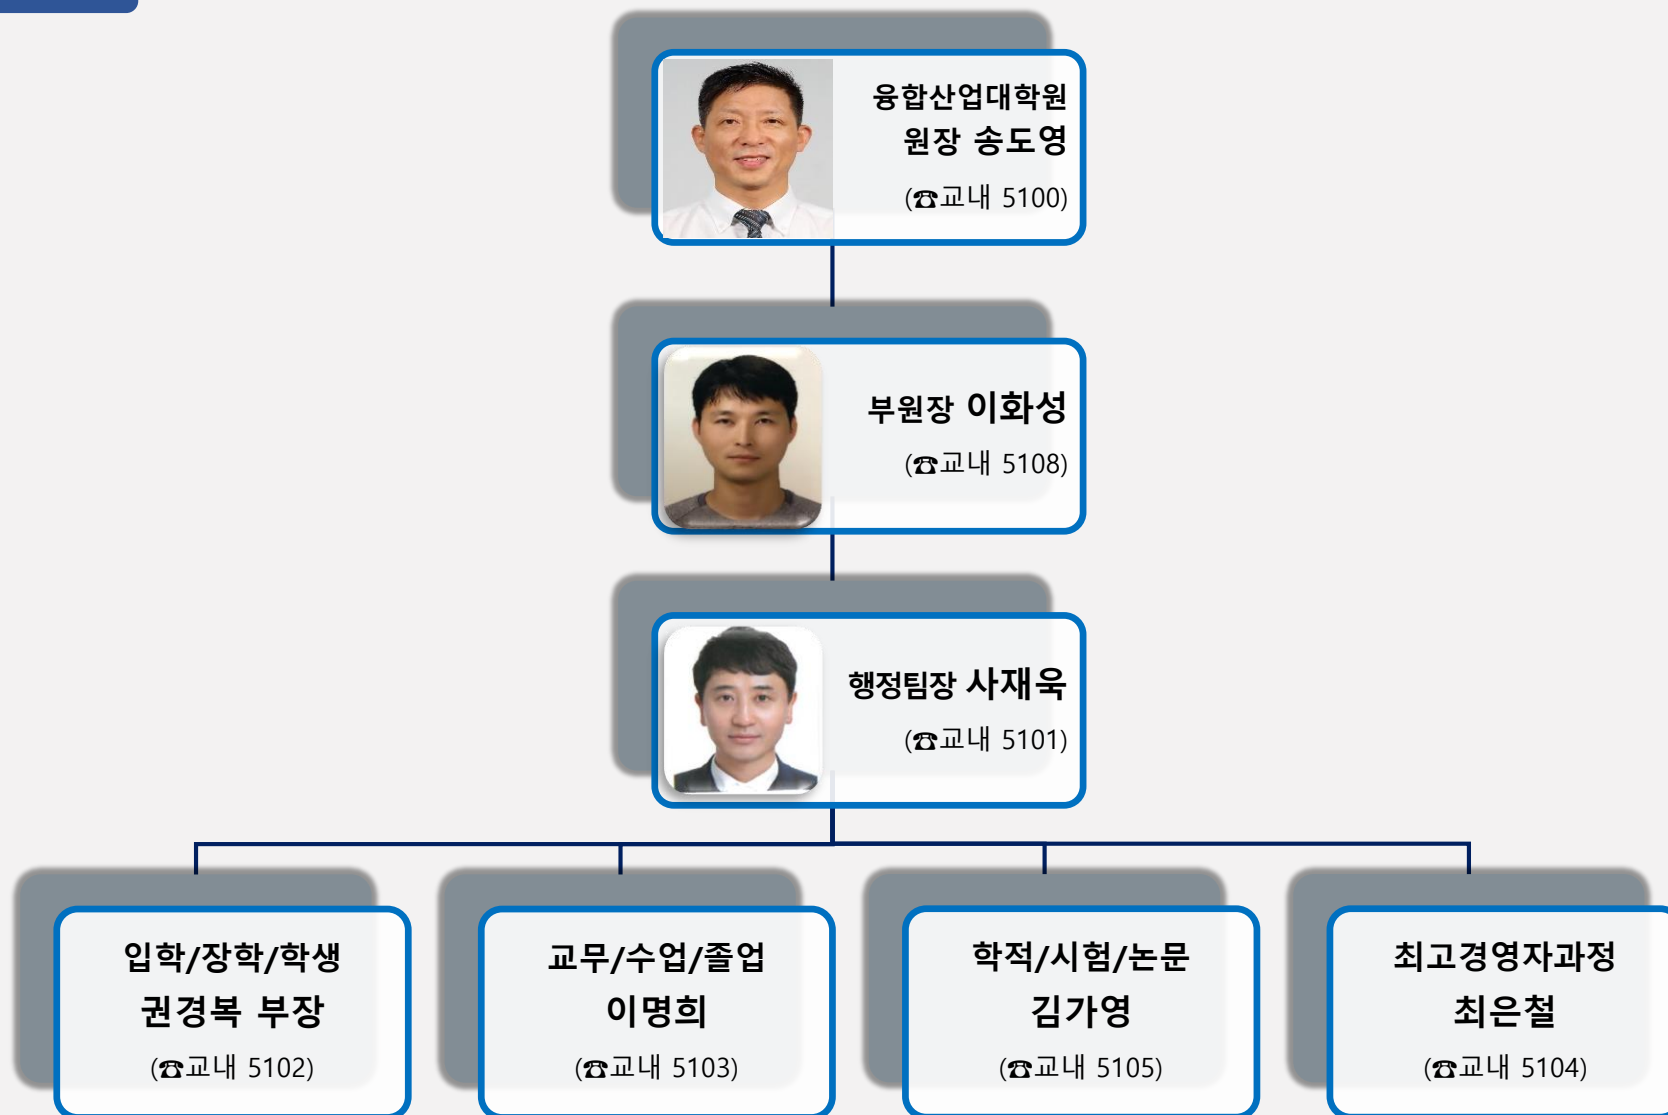 융합산업대학원
원장 송도영
(☎교내 5100)
부원장 이화성
(☎교내 5108)
행정팀장 사재욱
(☎교내 5101)
입학/장학/학생
권경복 부장
(☎교내 5102)
교무/수업/졸업
이명희
(☎교내 5103)
학적/시험/논문
김가영
(☎교내 5105)
최고경영자과정
최은철
(☎교내 5104)